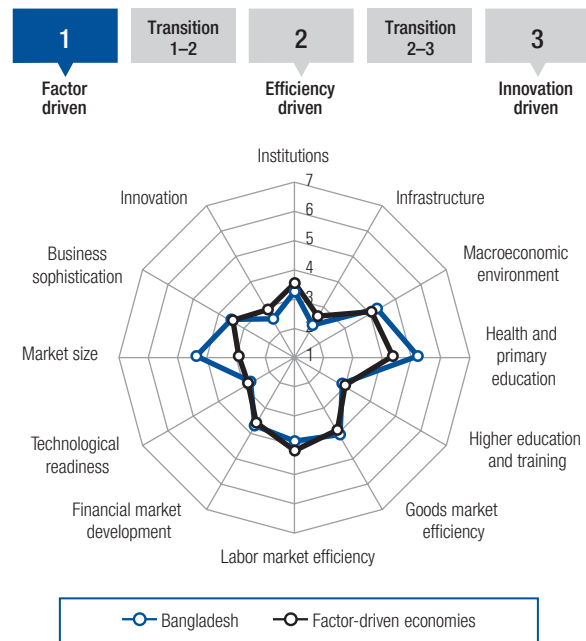 1
Transition
1–2
2
Transition
2–3
3
Factor
driven
Efficiency
driven
Innovation
driven
Institutions
Infrastructure
Macroeconomic
environment
Health and
primary
education
Higher education
and training
Goods market
efficiency
Labor market efficiency
Financial market
development
Technological
readiness
Market size
Business
sophistication
Innovation
7
6
5
4
3
2
1
Bangladesh
Factor-driven economies